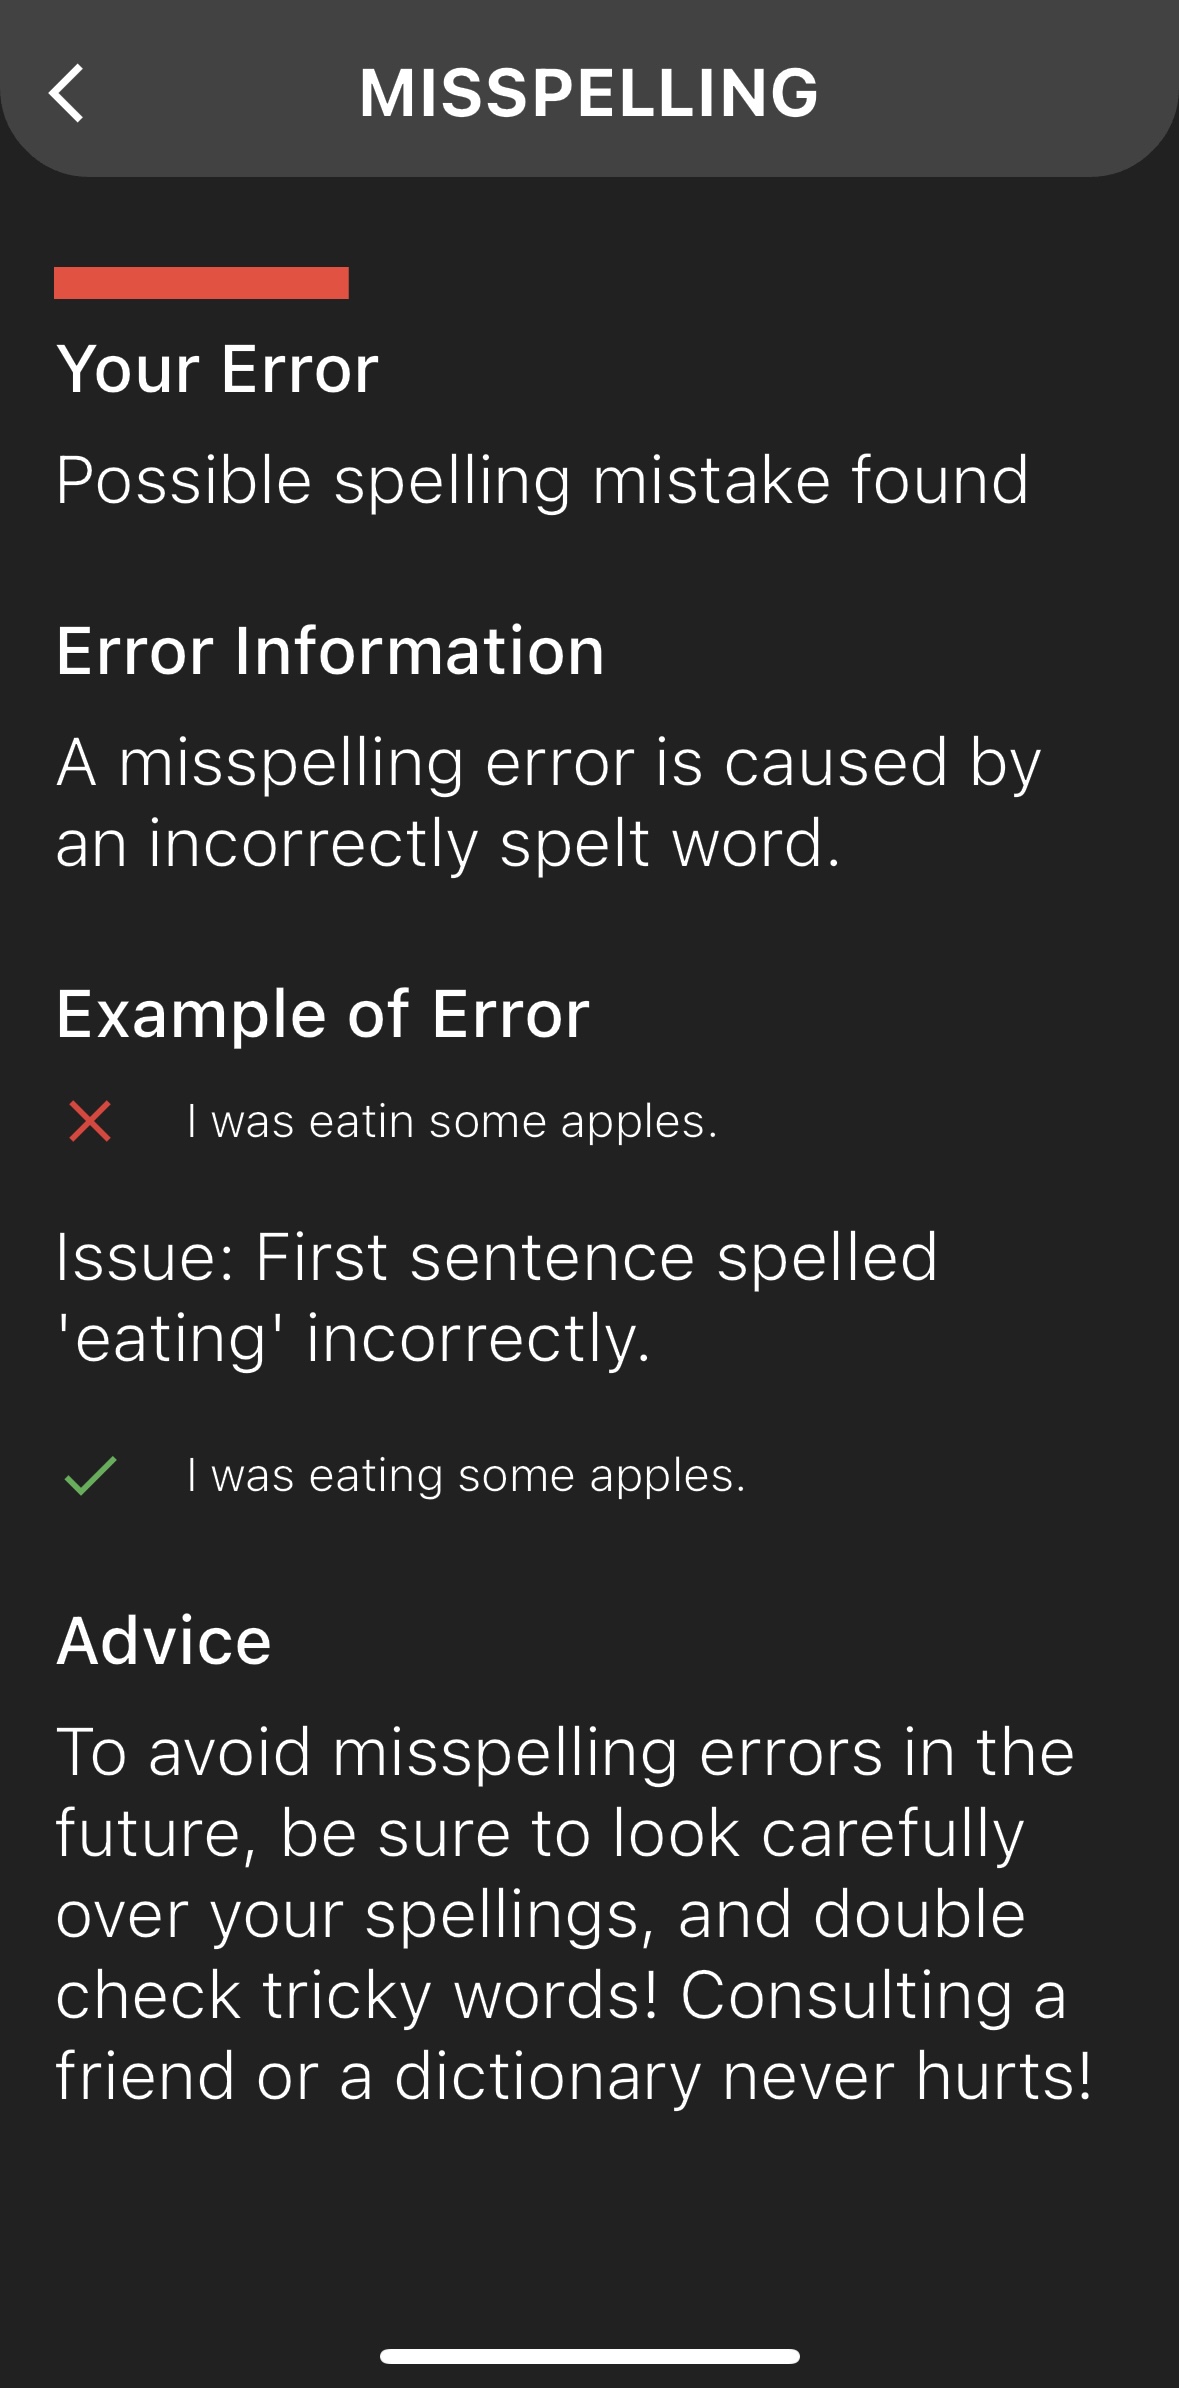 MISSPELLING
Your Error
Possible spelling mistake found
Error Information
A misspelling error is caused by
an incorrectly spelt word.
Example of Error
I was eatin some apples.
Issue: First sentence spelled
'eating' incorrectly.
I was eating some apples.
Advice
To avoid misspelling errors in the
future, be sure to look carefully
over your spellings, and double
check tricky words! Consulting a
friend or a dictionary never hurts!